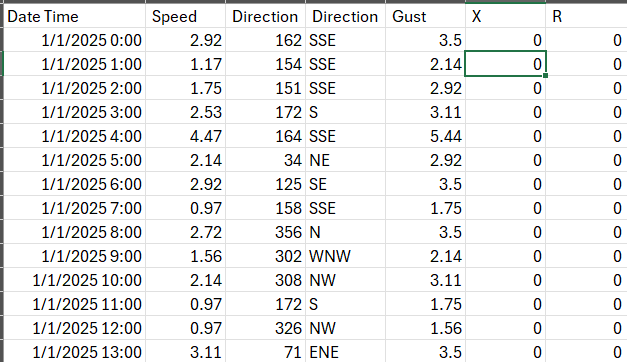 Date Time Speed Direction Direction Gust X R
1/1/2025 0:00 2.92 162 SSE 3.5 0 0
1/1/2025 1:00 1.17 154 SSE 2.14 0 0
1/1/2025 2:00 1.75 151 SSE 2.92 0 0
1/1/2025 3:00 2.53 172 S 3.11 0 0
1/1/2025 4:00 4.47 164 SSE 5.44 0 0
1/1/2025 5:00 2.14 34 NE 2.92 0 0
1/1/2025 6:00 2.92 125 SE 3.5 0 0
1/1/2025 7:00 0.97 158 SSE 1.75 0 0
1/1/2025 8:00 2.72 356 N 3.5 0 0
1/1/2025 9:00 1.56 302 WNW 2.14 0 0
1/1/2025 10:00 2.14 308 NW 3.11 0 0
1/1/2025 11:00 0.97 172 S 1.75 0 0
1/1/2025 12:00 0.97 326 NW 1.56 0 0
1/1/2025 13:00 3.11 71 ENE 3.5 0 0